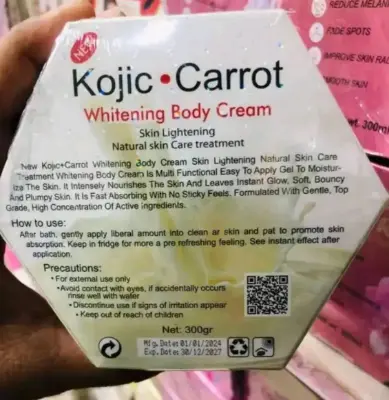 REDUCE MELAN
FADE SPOTS
IMPROVE SKIN RAD
SMOOTH SKIN
300ml
NEW
Kojic•Carrot
Whitening Body Cream
Skin Lightening
Natural skin Care treatment
New Kojic+Carrot Whitening Body Cream Skin Lightening Natural Skin Care
Treatment Whitening Body Cream Is Multi Functional Easy To Apply Gel To Moistur-
ize The Skin. It Intensely Nourishes The Skin And Leaves Instant Glow, Soft, Bouncy
And Plumpy Skin. It Is Fast Absorbing With No Sticky Feels. Formulated With Gentle, Top
Grade, High Concentration Of Active ingredients.
How to use:
After bath, gently apply liberal amount into clean ar skin and pat to promote skin
absorption. Keep in fridge for more a pre freshing feeling. See instant effect after
application.
Precautions:
•For external use only
•Avoid contact with eyes, if accidentally occurs
rinse well with wafer
•Discontinue use if signs of irritation appear
•Keep out of reach of children
Net: 300gr
Mfg.Date: 01/01/2024
Exp.Date: 30/12/2027